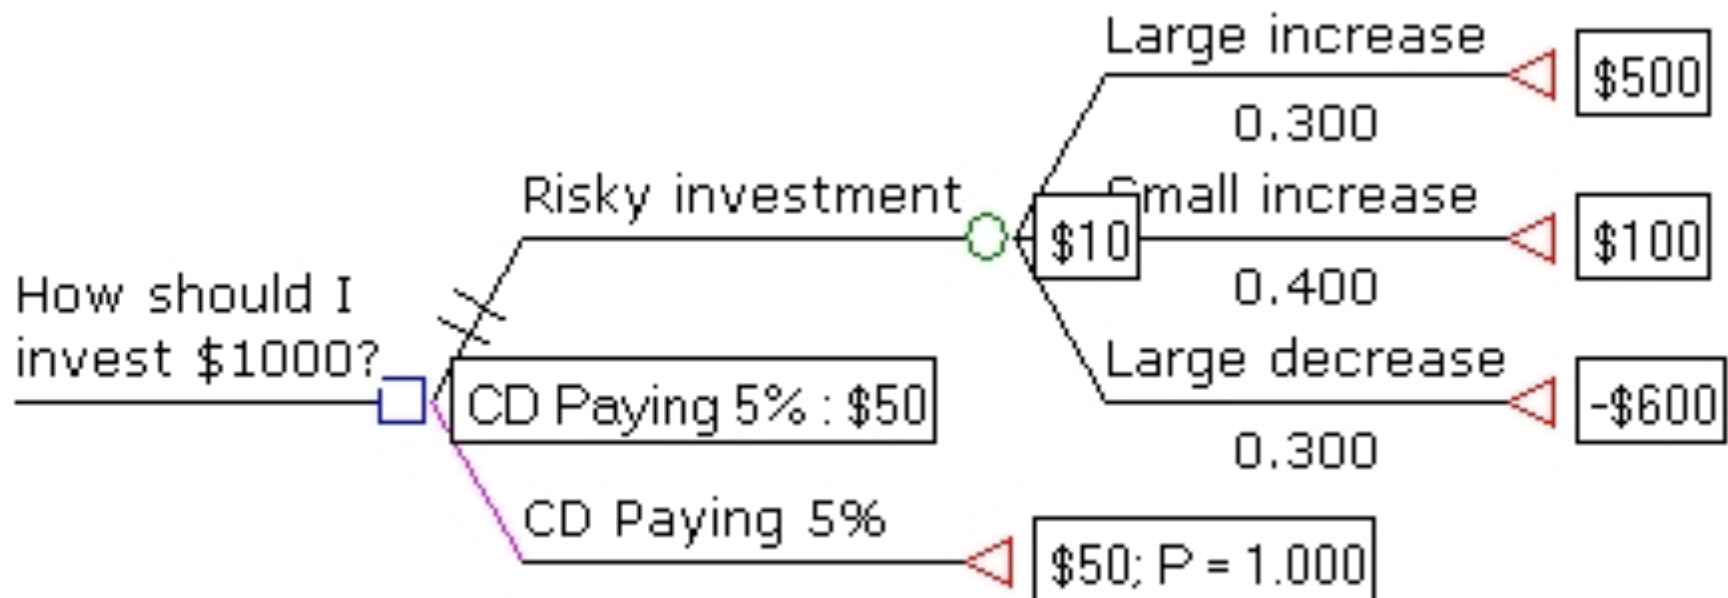 Large increase
$500
0.300
Risky investment
Small increase
$10
$100
0.400
How should I
invest $1000?
Large decrease
CD Paying 5% : $50
-$600
0.300
CD Paying 5%
$50; P = 1.000